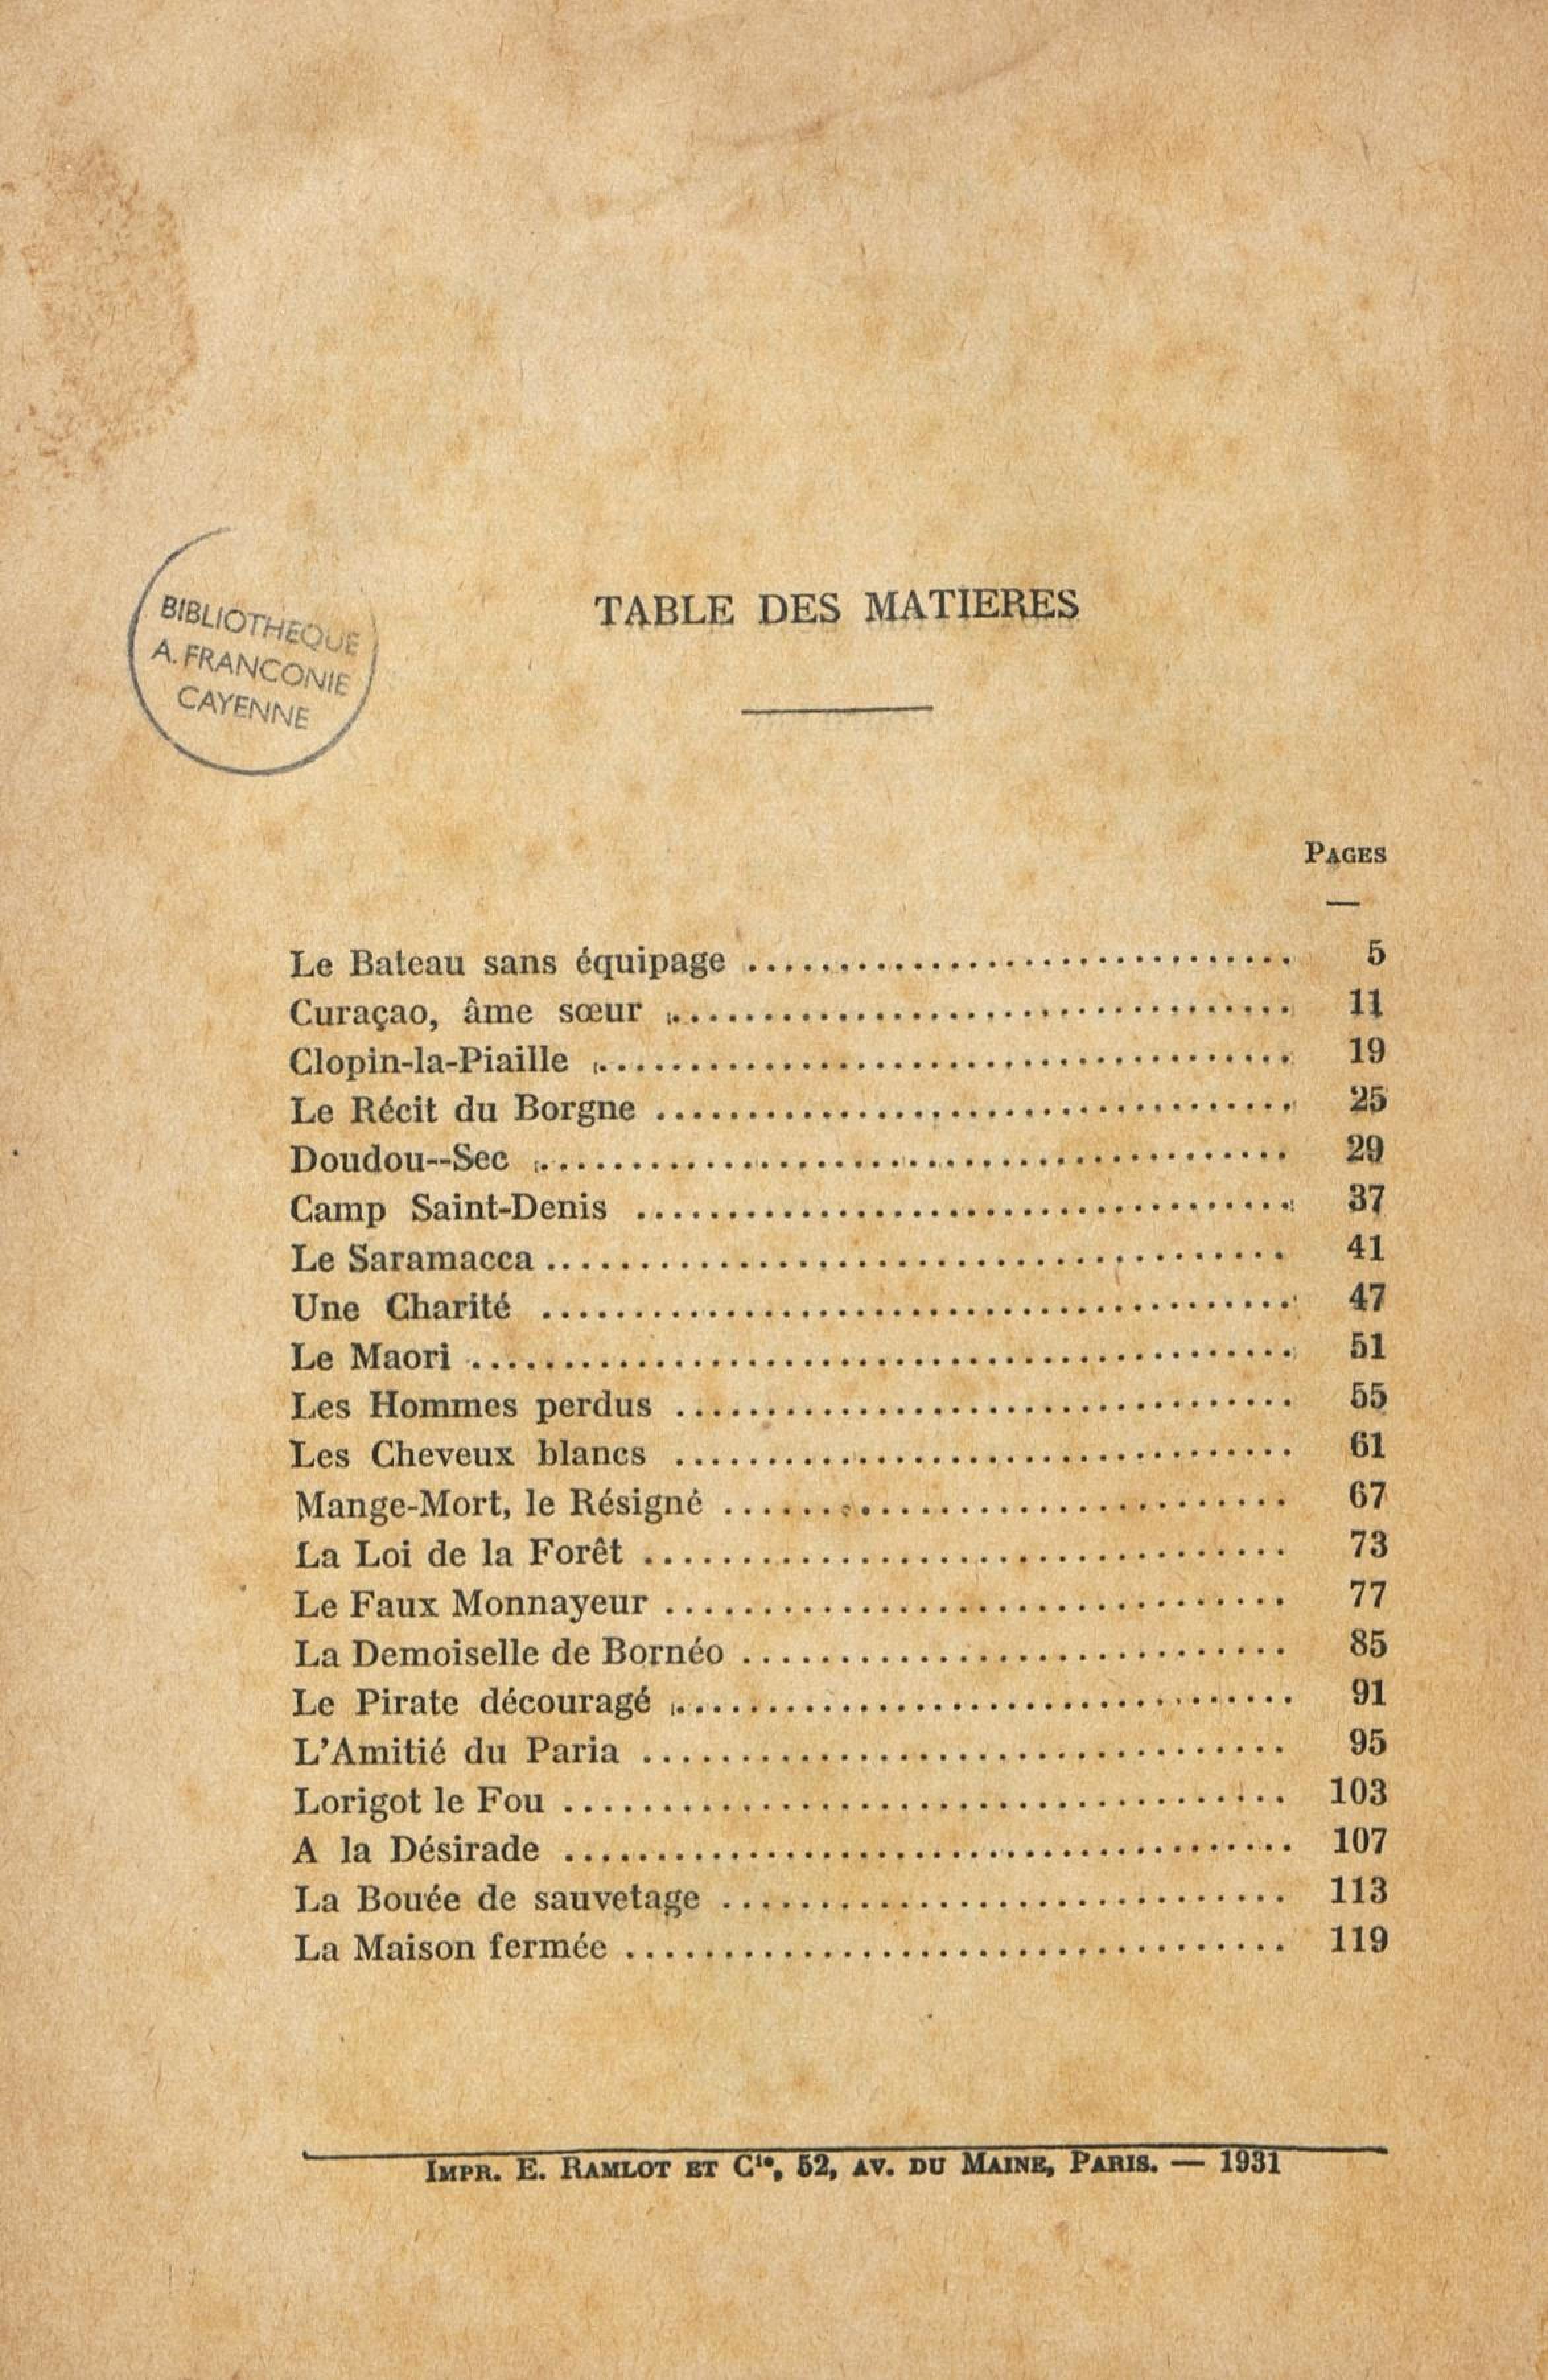 BIBLIOTHEQUE
A. FRANCONIE
CAYENNE
TABLE DES MATIERES
PAGES
Le Bateau sans équipage 5
Curaçao, âme sœur 11
Clopin-la-Piaille 19
Le Récit du Borgne 25
Doudou--Sec 29
Camp Saint-Denis 37
Le Saramacca 41
Une Charité 47
Le Maori 51
Les Hommes perdus 55
Les Cheveux blancs 61
Mange-Mort, le Résigné 67
La Loi de la Forêt 73
Le Faux Monnayeur 77
La Demoiselle de Bornéo 85
Le Pirate découragé 91
L'Amitié du Paria 95
Lorigot le Fou 103
A la Désirade 107
La Bouée de sauvetage 113
La Maison fermée 119
IMPR. E. RAMLOT ET Cie, 52, AV. DU MAINE, PARIS. — 1931